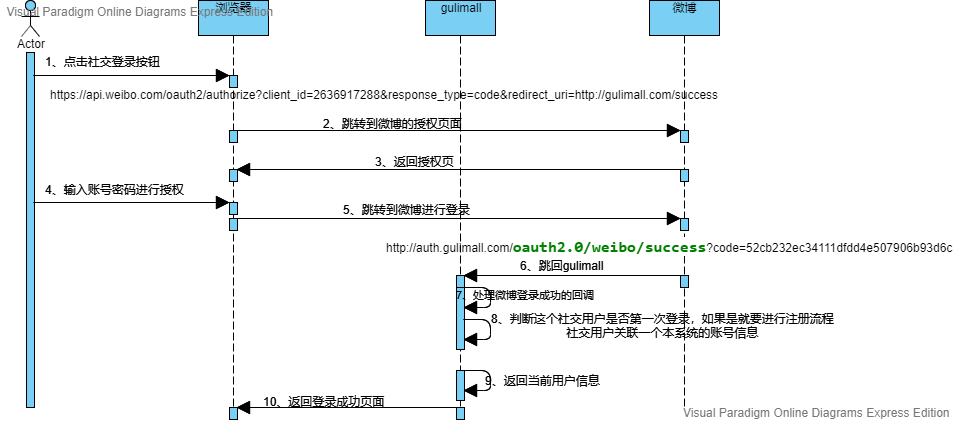 Visual Paradigm Online Diagrams Express Edition
浏览器
gulimall
微博
Actor
1、点击社交登录按钮
https://api.weibo.com/oauth2/authorize?client_id=2636917288&response_type=code&redirect_uri=http://gulimall.com/success
2、跳转到微博的授权页面
3、返回授权页
4、输入账号密码进行授权
5、跳转到微博进行登录
http://auth.gulimall.com/oauth2.0/weibo/success?code=52cb232ec34111dfdd4e507906b93d6c
6、跳回gulimall
7、处理微博登录成功的回调
8、判断这个社交用户是否第一次登录，如果是就要进行注册流程
社交用户关联一个本系统的账号信息
9、返回当前用户信息
10、返回登录成功页面
Visual Paradigm Online Diagrams Express Edition